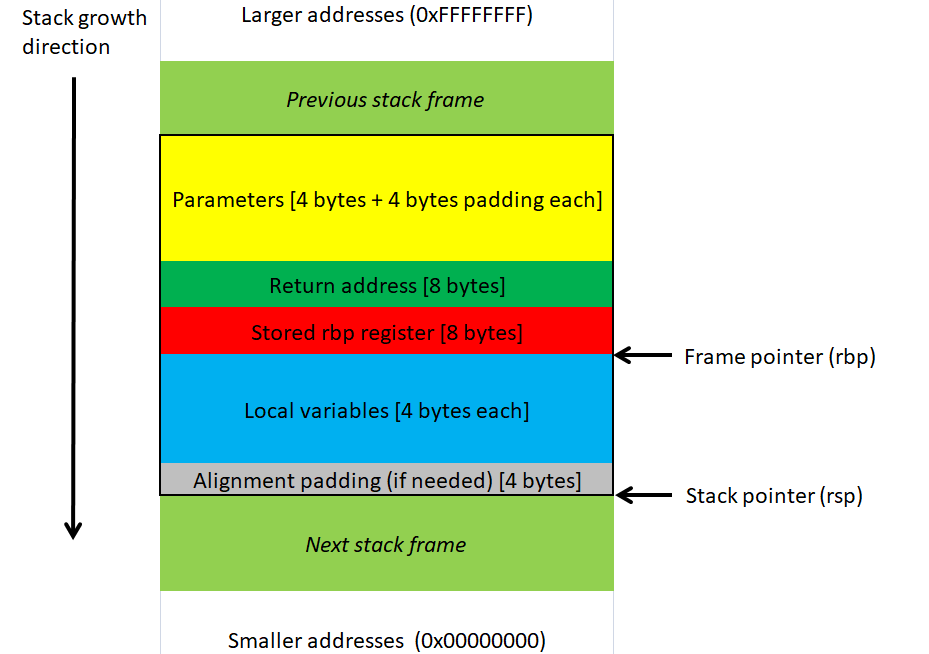 Stack growth
direction
Larger addresses (0xFFFFFFFF)
Previous stack frame
Parameters [4 bytes + 4 bytes padding each]
Return address [8 bytes]
Stored rbp register [8 bytes]
Frame pointer (rbp)
Local variables [4 bytes each]
Alignment padding (if needed) [4 bytes]
Stack pointer (rsp)
Next stack frame
Smaller addresses (0x00000000)